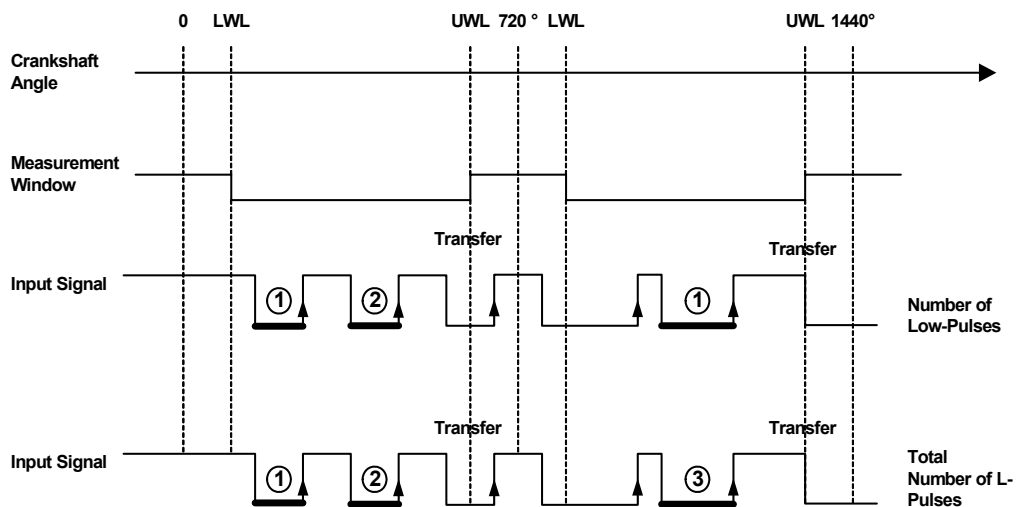 0 LWL UWL 720 ° LWL UWL 1440°
Crankshaft
Angle
Measurement
Window
Transfer Transfer
Input Signal
1 2 1
Number of
Low-Pulses
Transfer Transfer
Input Signal
1 2 3
Total
Number of L-
Pulses